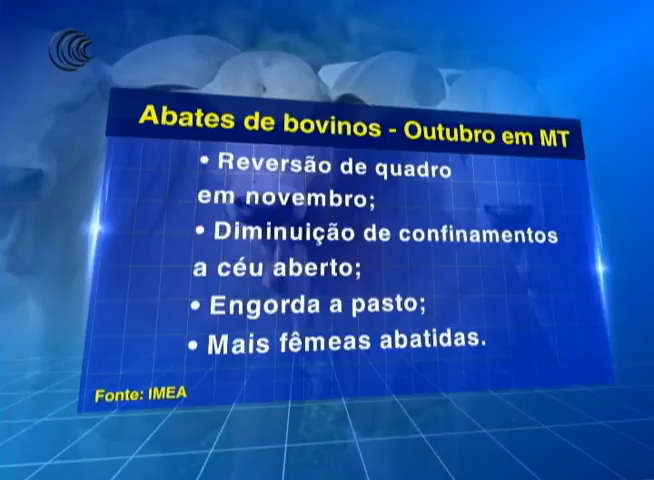 Abates de bovinos - Outubro em MT
• Reversão de quadro
em novembro;
• Diminuição de confinamentos
a céu aberto;
• Engorda a pasto;
• Mais fêmeas abatidas.
Fonte: IMEA